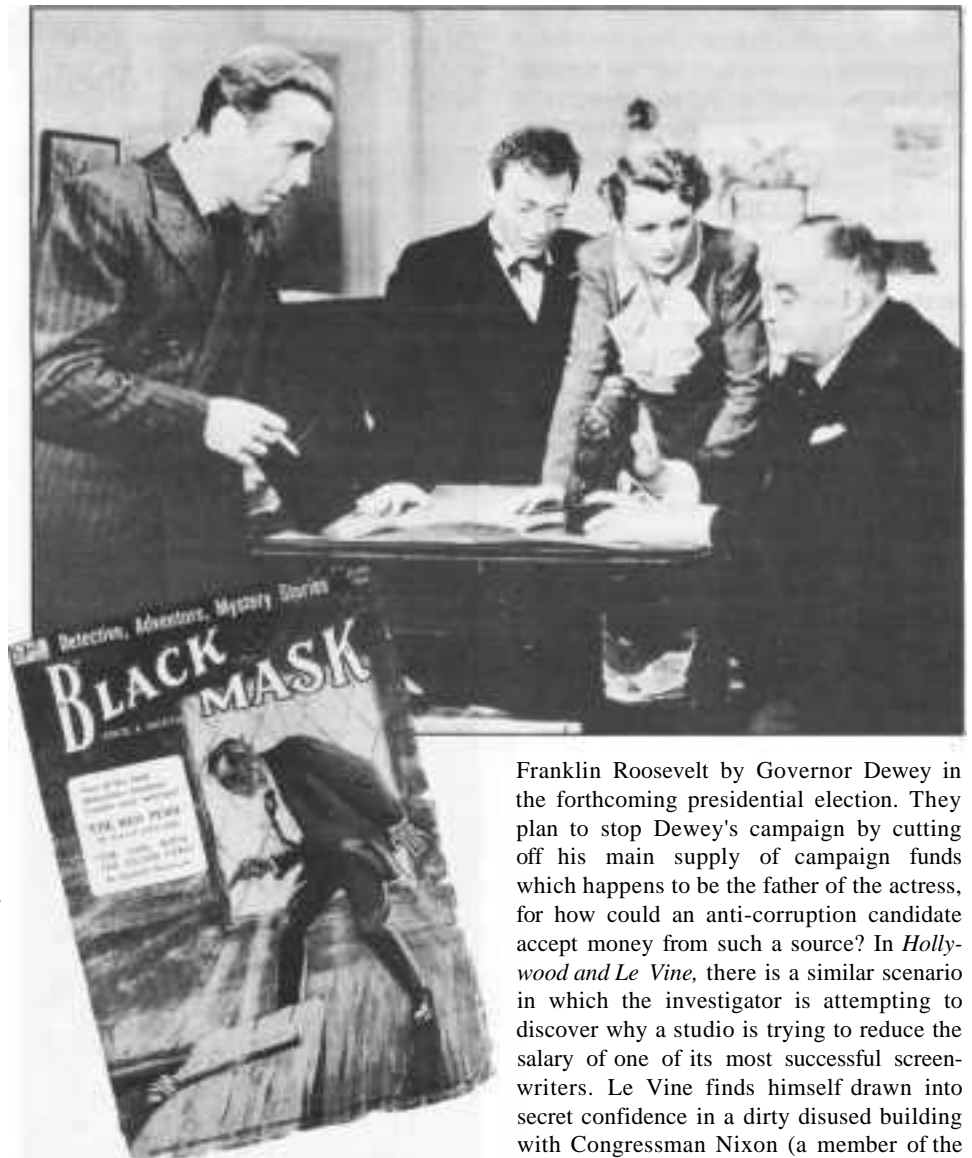 Detective, Adventure, Mystery Stories
BLACK
MASK
Franklin Roosevelt by Governor Dewey in
the forthcoming presidential election. They
plan to stop Dewey's campaign by cutting
off his main supply of campaign funds
which happens to be the father of the actress,
for how could an anti-corruption candidate
accept money from such a source? In Holly-
wood and Le Vine, there is a similar scenario
in which the investigator is attempting to
discover why a studio is trying to reduce the
salary of one of its most successful screen-
writers. Le Vine finds himself drawn into
secret confidence in a dirty disused building
with Congressman Nixon (a member of the